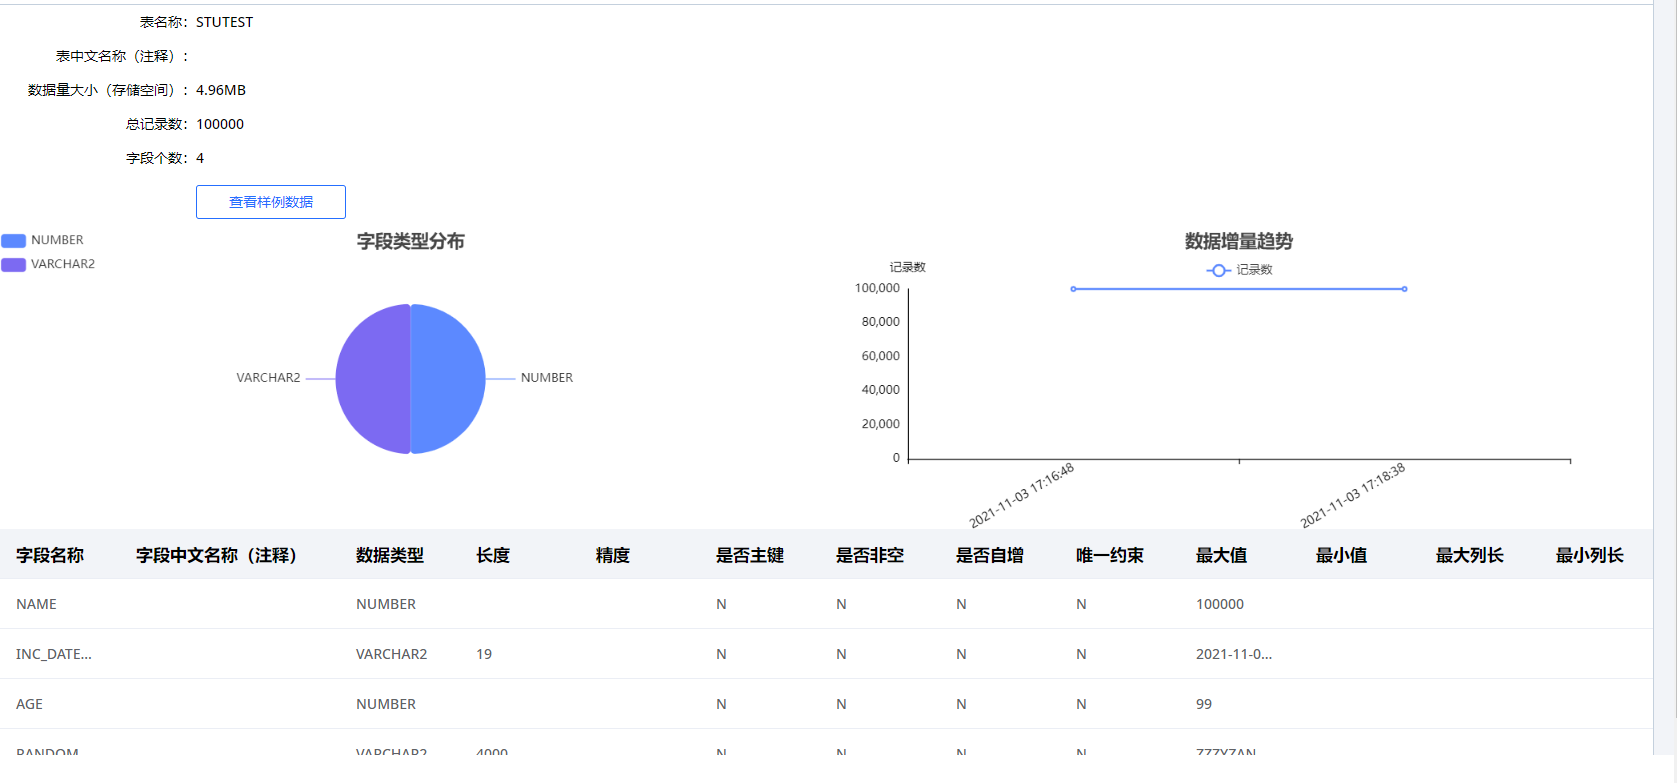 表名称: STUTEST
表中文名称（注释）:
数据量大小（存储空间）: 4.96MB
总记录数: 100000
字段个数: 4
查看样例数据
NUMBER
VARCHAR2
字段类型分布
VARCHAR2
NUMBER
数据增量趋势
记录数
记录数
100,000
80,000
60,000
40,000
20,000
0
2021-11-03 17:16:48
2021-11-03 17:18:38
字段名称 字段中文名称（注释） 数据类型 长度 精度 是否主键 是否非空 是否自增 唯一约束 最大值 最小值 最大列长 最小列长
NAME NUMBER N N N N 100000
INC_DATE... VARCHAR2 19 N N N N 2021-11-0...
AGE NUMBER N N N N 99
RANDOM VARCHAR2 4000 N N N N